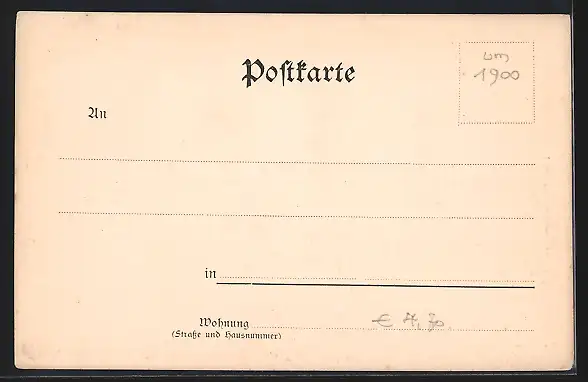 um
1900
Postkarte
An
in
Wohnung
(Straße und Hausnummer)
€